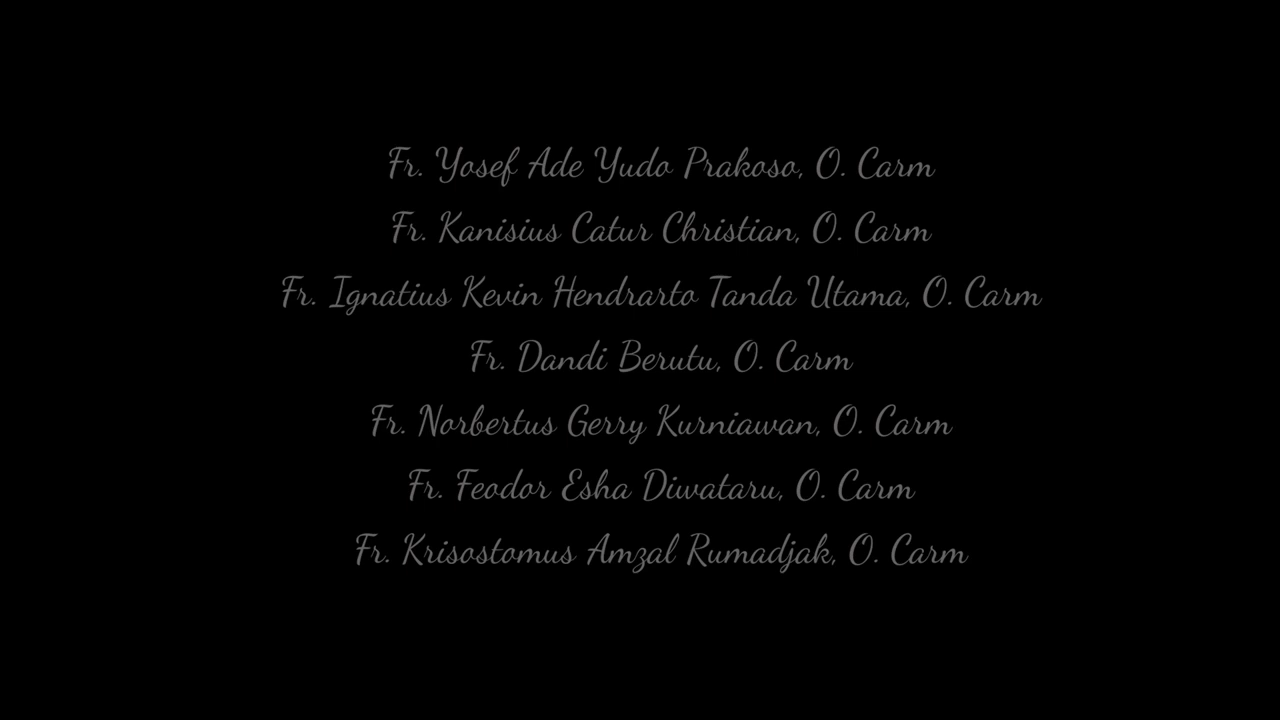 Fr. Yosef Ade Yudo Prakoso, O. Carm
Fr. Kanisius Catur Christian, O. Carm
Fr. Ignatius Kevin Hendrarto Tanda Utama, O. Carm
Fr. Dandi Berutu, O. Carm
Fr. Norbertus Gerry Kurniawan, O. Carm
Fr. Feodor Esha Diwataru, O. Carm
Fr. Krisostomus Amzal Rumadjak, O. Carm